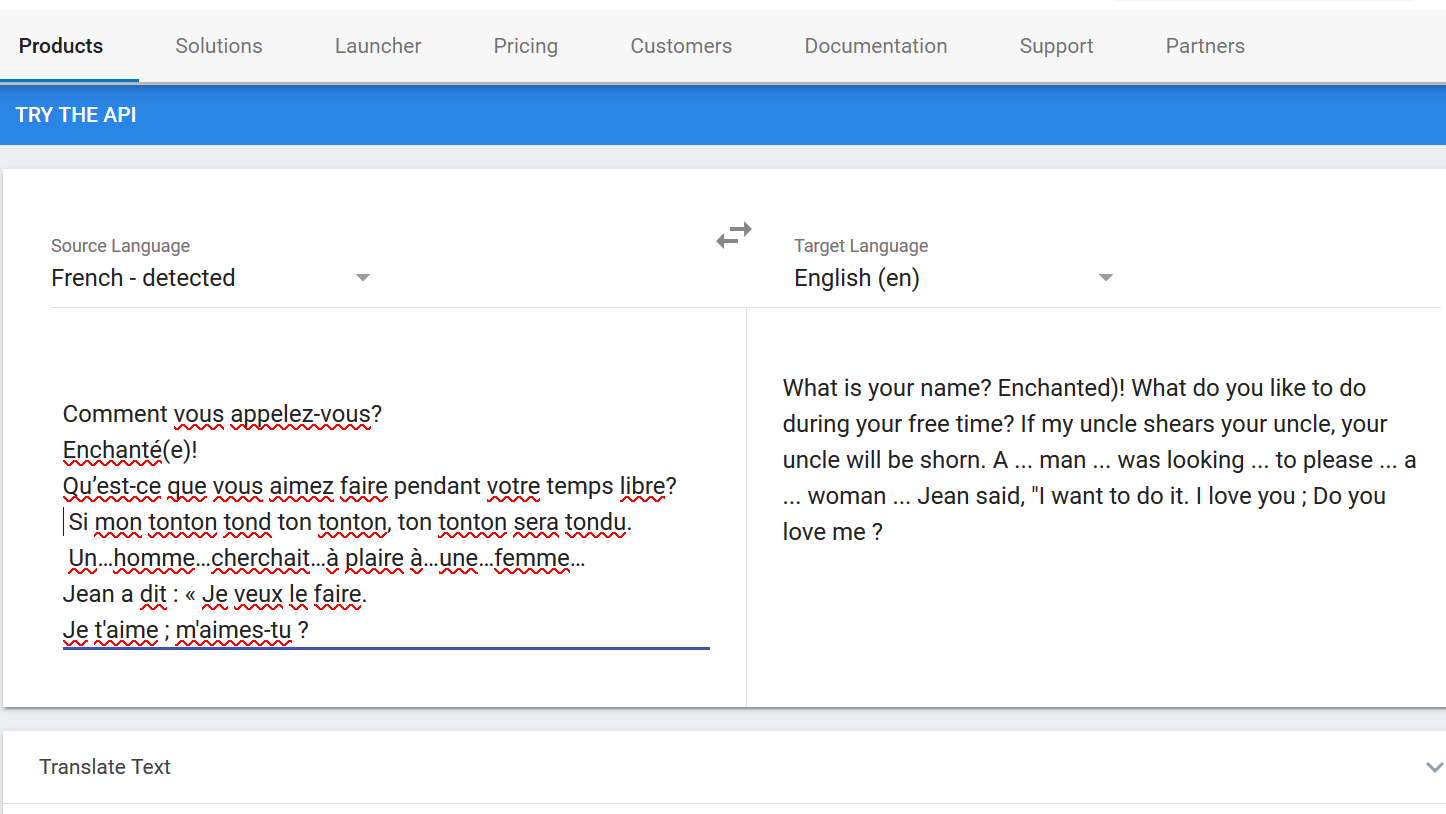 Products Solutions Launcher Pricing Customers Documentation Support Partners
TRY THE API
Source Language
French - detected
Target Language
English (en)
Comment vous appelez-vous?
Enchanté(e)!
Qu’est-ce que vous aimez faire pendant votre temps libre?
Si mon tonton tond ton tonton, ton tonton sera tondu.
Un…homme…cherchait…à plaire à…une…femme…
Jean a dit : « Je veux le faire.
Je t'aime ; m'aimes-tu ?
What is your name? Enchanted)! What do you like to do
during your free time? If my uncle shears your uncle, your
uncle will be shorn. A ... man ... was looking ... to please ... a
... woman ... Jean said, "I want to do it. I love you ; Do you
love me ?
Translate Text